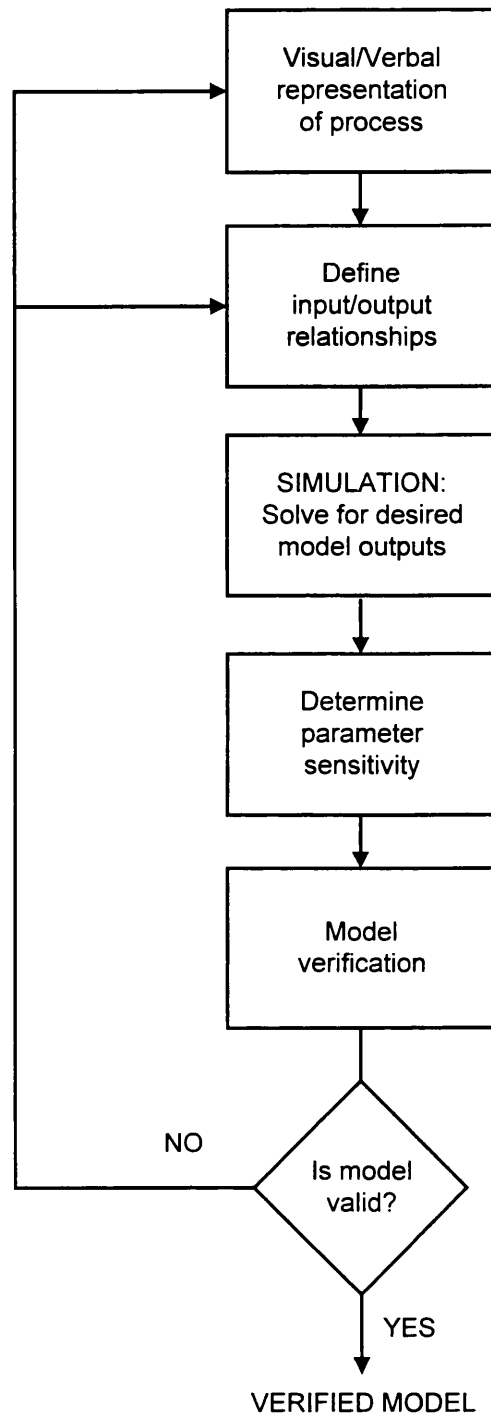 Visual/Verbal
representation
of process
Define
input/output
relationships
SIMULATION:
Solve for desired
model outputs
Determine
parameter
sensitivity
Model
verification
NO
Is model
valid?
YES
VERIFIED MODEL